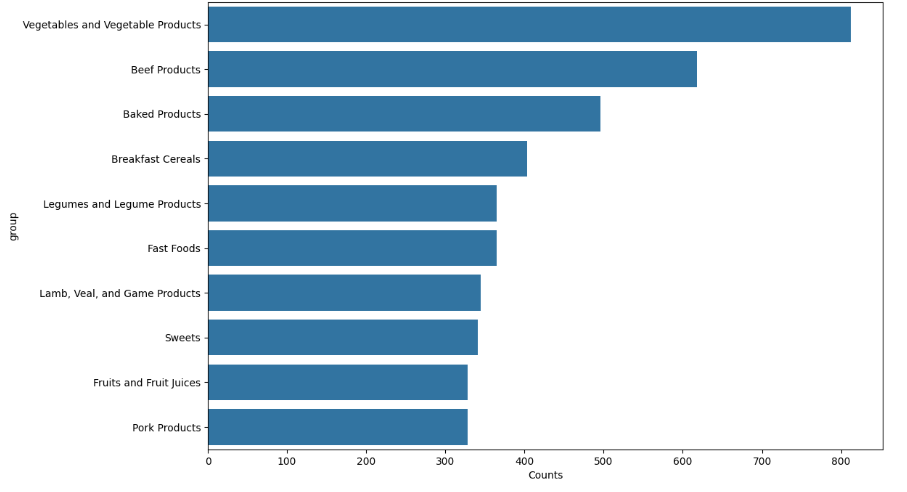 Vegetables and Vegetable Products
Beef Products
Baked Products
Breakfast Cereals
Legumes and Legume Products
Fast Foods
Lamb, Veal, and Game Products
Sweets
Fruits and Fruit Juices
Pork Products
group
0 100 200 300 400 500 600 700 800
Counts